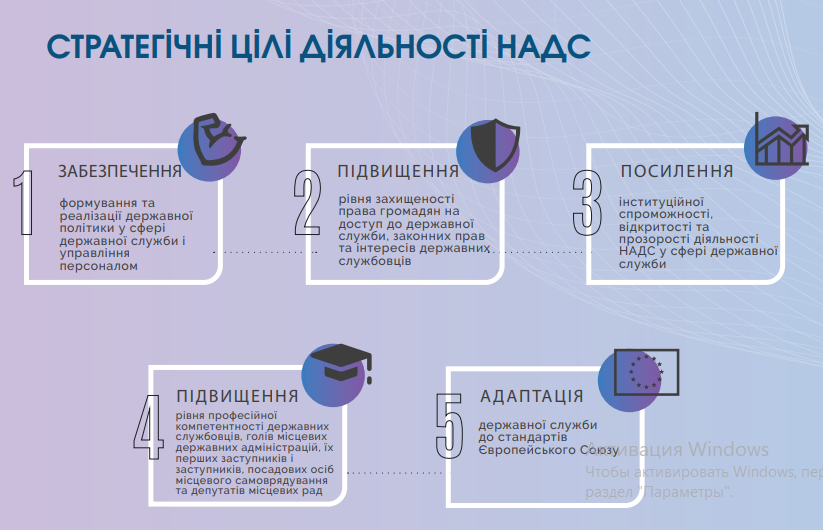 СТРАТЕГІЧНІ ЦІЛІ ДІЯЛЬНОСТІ НАДС
1
ЗАБЕЗПЕЧЕННЯ
формування та
реалізації державної
політики у сфері
державної служби і
управління
персоналом
2
ПІДВИЩЕННЯ
рівня захищеності
права громадян на
доступ до державної
служби, законних прав
та інтересів державних
службовців
3
ПОСИЛЕННЯ
інституційної
спроможності,
відкритості та
прозорості діяльності
НАДС у сфері державної
служби
4
ПІДВИЩЕННЯ
рівня професійної
компетентності державних
службовців, голів місцевих
державних адміністрацій, їх
перших заступників і
заступників, посадових осіб
місцевого самоврядування
та депутатів місцевих рад
5
АДАПТАЦІЯ
державної служби
до стандартів
Європейського Союзу
Активация Windows
Чтобы активировать Windows, пер
раздел "Параметры".